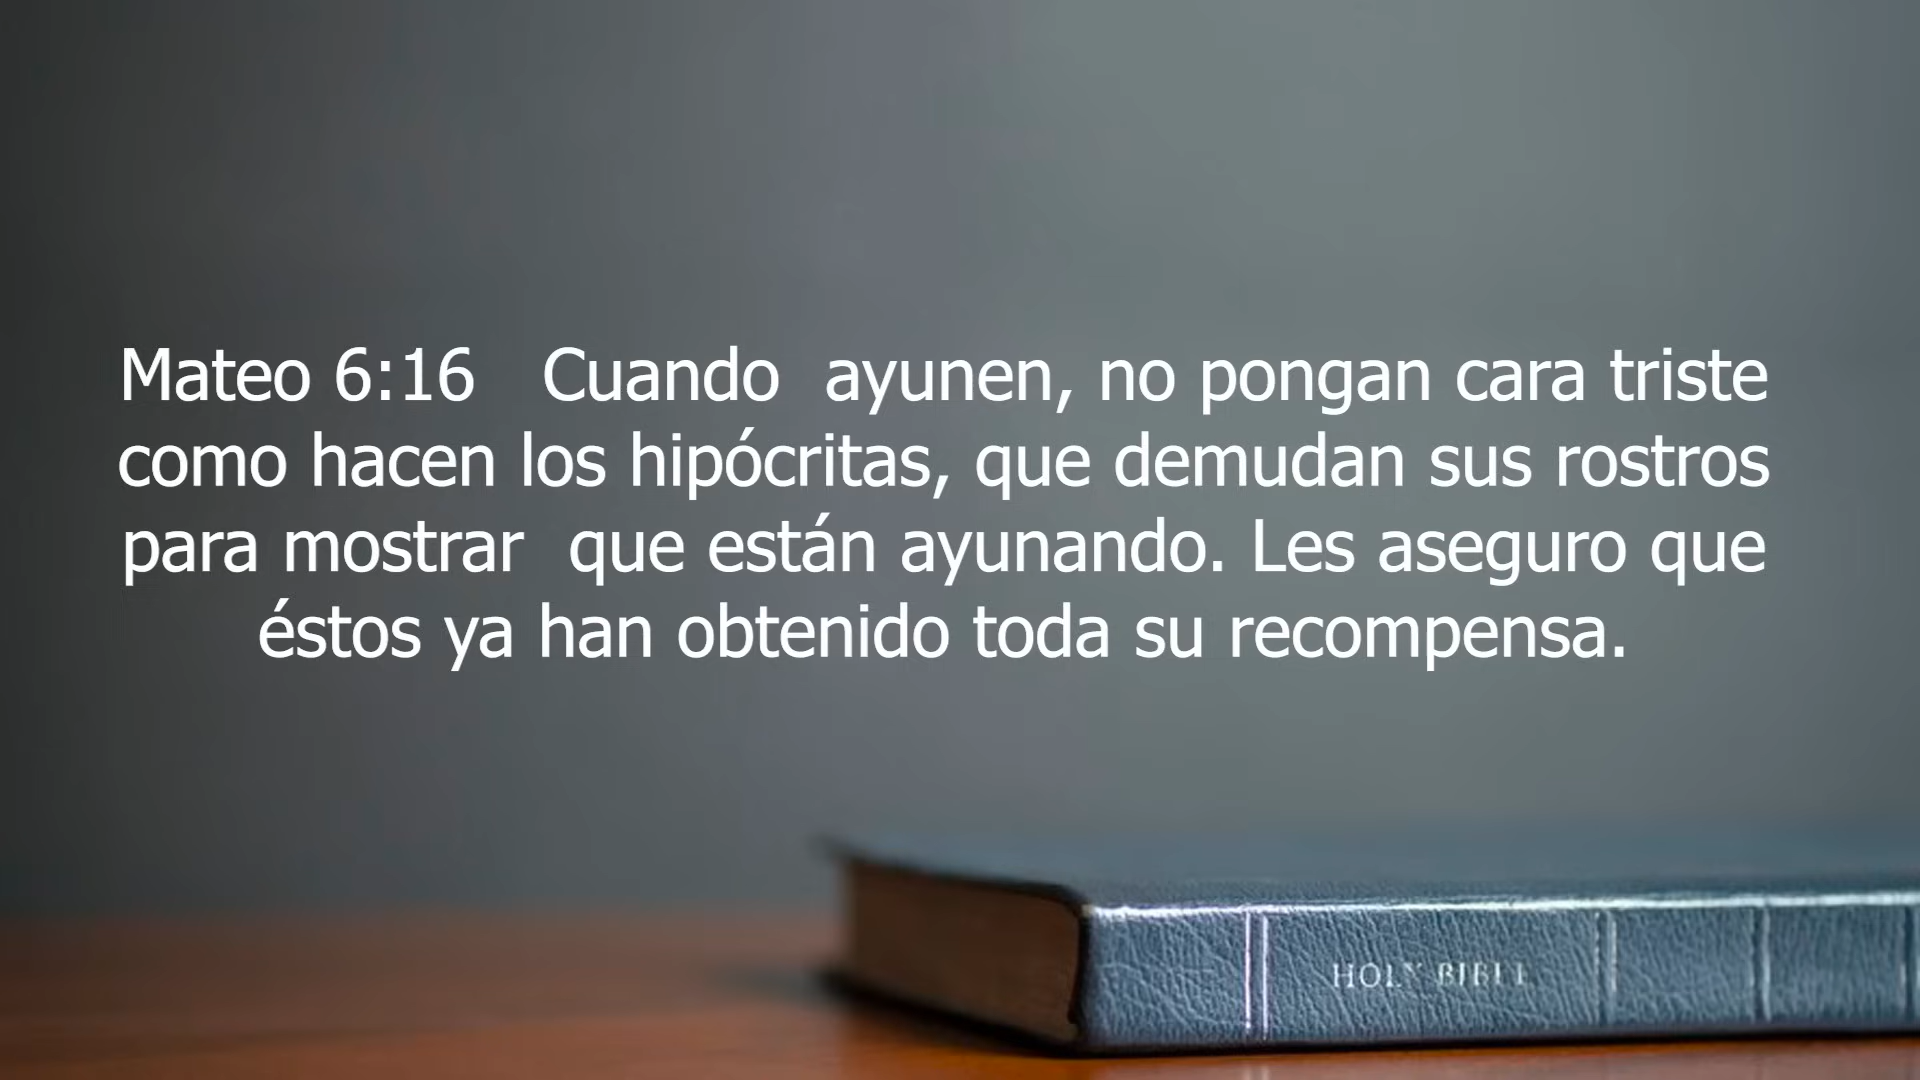 Mateo 6:16   Cuando  ayunen, no pongan cara triste
como hacen los hipócritas, que demudan sus rostros
para mostrar  que están ayunando. Les aseguro que
éstos ya han obtenido toda su recompensa.
HOLY BIBLE